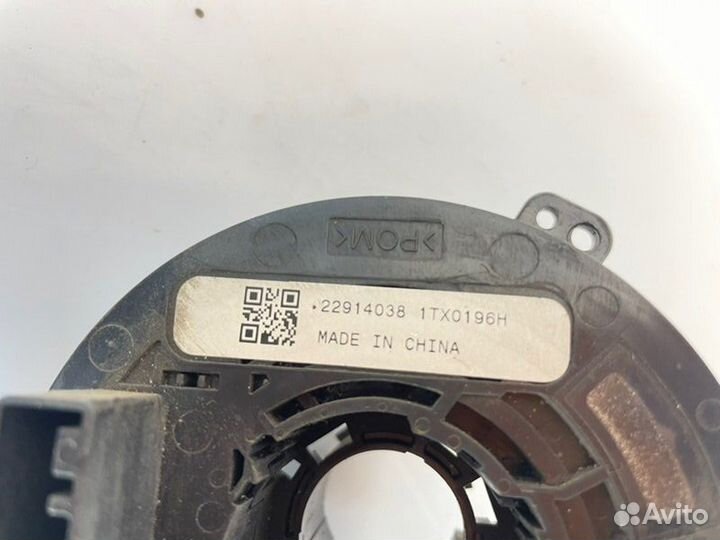 >POM<
22914038 1TX0196H
MADE IN CHINA
Avito